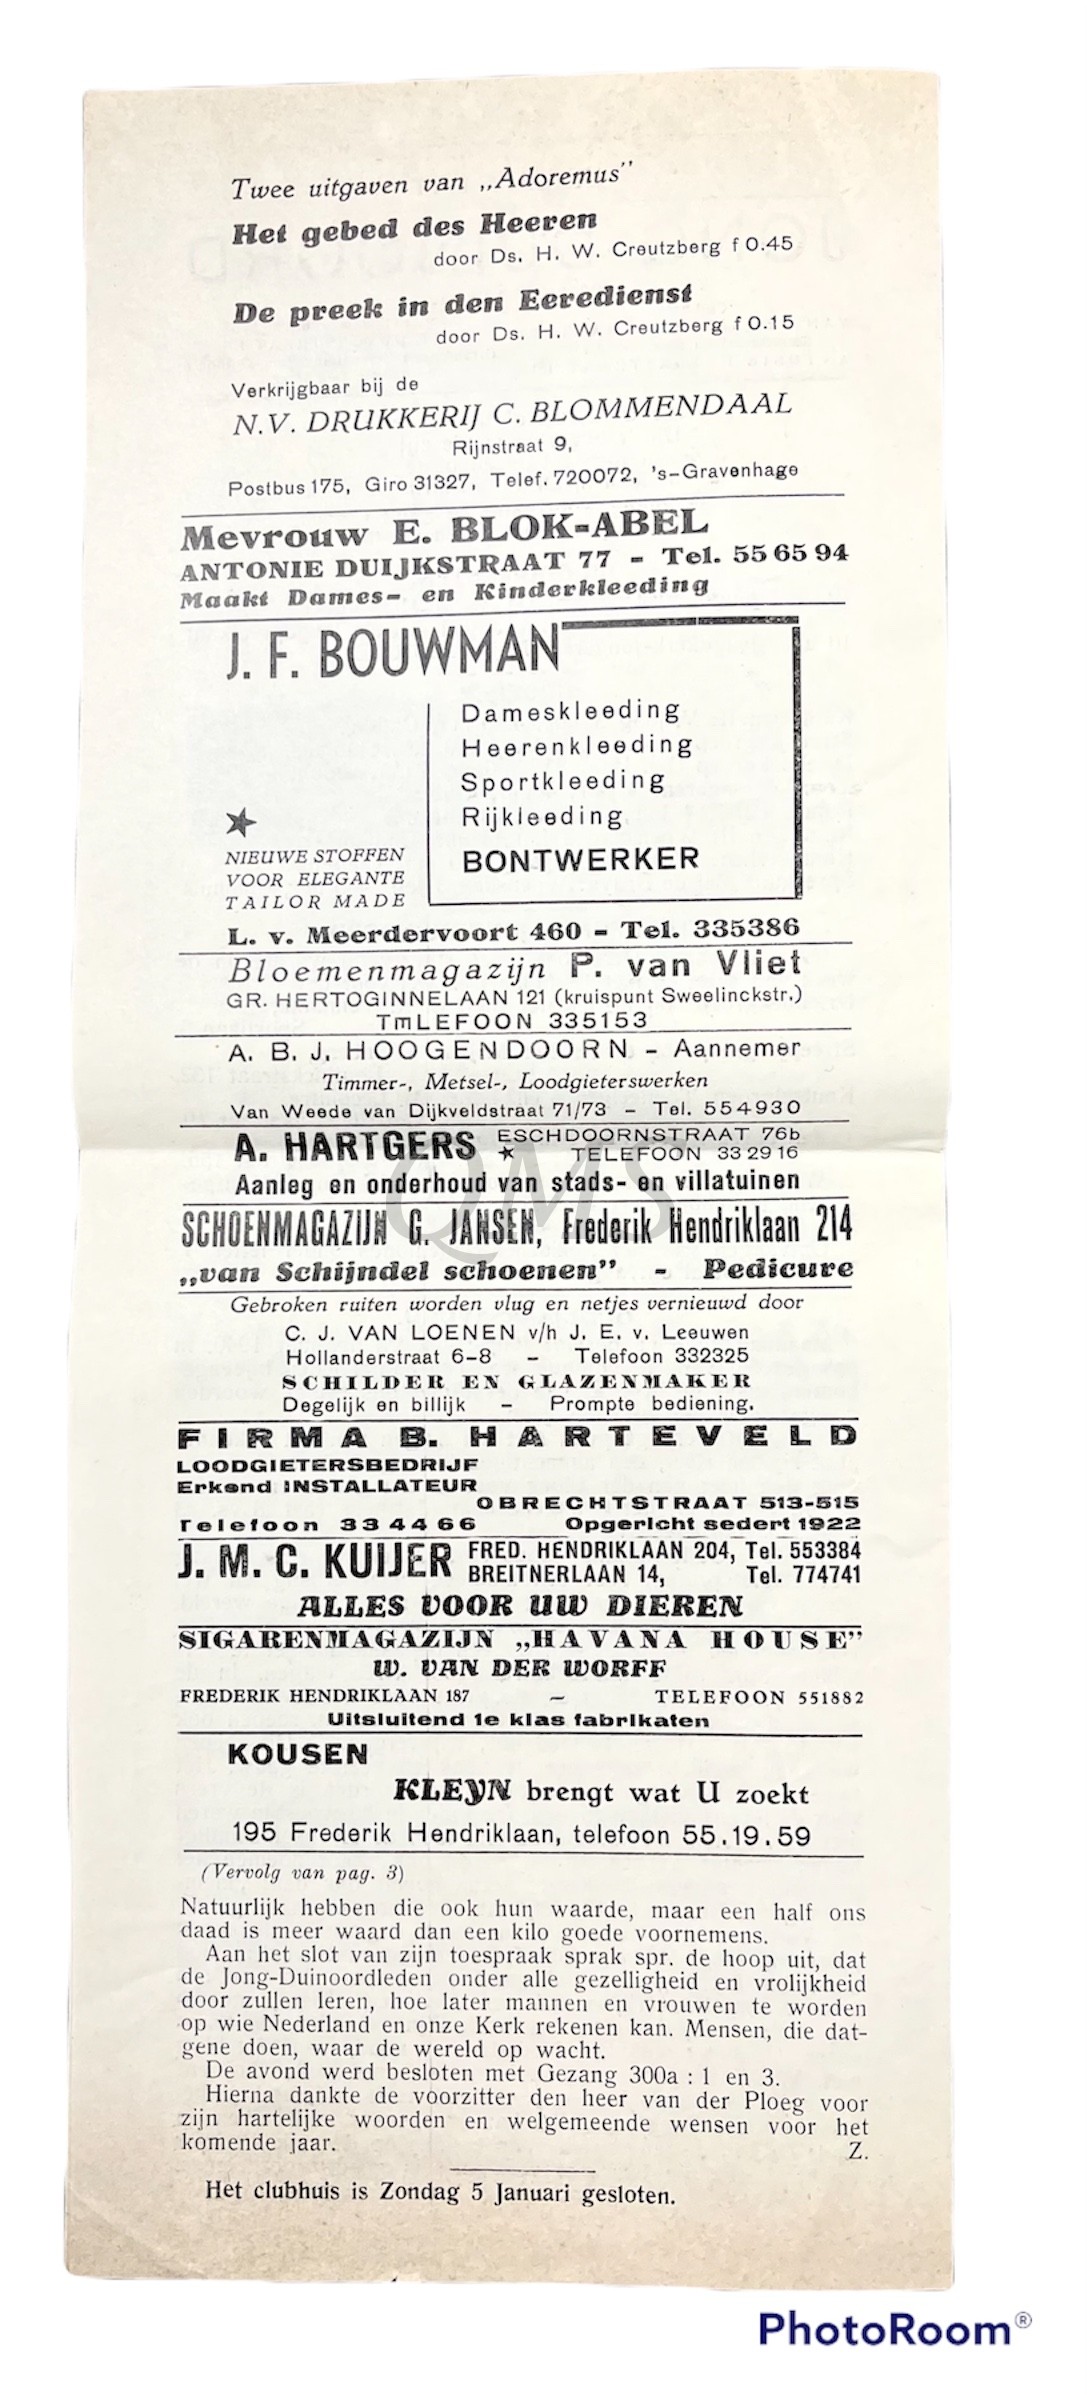 Twee uitgaven van „Adoremus”
Het gebed des Heeren
door Ds. H. W. Creutzberg f 0.45
De preek in den Eeredienst
door Ds. H. W. Creutzberg f 0.15
Verkrijgbaar bij de
N.V. DRUKKERIJ C. BLOMMENDAAL
Rijnstraat 9,
Postbus 175, Giro 31327, Telef. 720072, 's-Gravenhage
Mevrouw E. BLOK-ABEL
ANTONIE DUIJKSTRAAT 77 - Tel. 55 65 94
Maakt Dames- en Kinderkleeding
J. F. BOUWMAN
Dameskleeding
Heerenkleeding
Sportkleeding
Rijkleeding
BONTWERKER
★
NIEUWE STOFFEN
VOOR ELEGANTE
TAILOR MADE
L. v. Meerdervoort 460 - Tel. 335386
Bloemenmagazijn P. van Vliet
GR. HERTOGINNELAAN 121 (kruispunt Sweelinckstr.)
TmLEFOON 335153
A. B. J. HOOGENDOORN - Aannemer
Timmer-, Metsel-, Loodgieterswerken
Van Weede van Dijkveldstraat 71/73 - Tel. 554930
A. HARTGERS ★ ESCHDOORNSTRAAT 76b
TELEFOON 33 29 16
Aanleg en onderhoud van stads- en villatuinen
QMS
SCHOENMAGAZIJN G. JANSEN, Frederik Hendriklaan 214
„van Schijndel schoenen” - Pedicure
Gebroken ruiten worden vlug en netjes vernieuwd door
C. J. VAN LOENEN v/h J. E. v. Leeuwen
Hollanderstraat 6-8 - Telefoon 332325
SCHILDER EN GLAZENMAKER
Degelijk en billijk - Prompte bediening.
FIRMA B. HARTEVELD
LOODGIETERSBEDRIJF
Erkend INSTALLATEUR
OBRECHTSTRAAT 513-515
Telefoon 33 44 66 Opgericht sedert 1922
J. M. C. KUIJER FRED. HENDRIKLAAN 204, Tel. 553384
BREITNERLAAN 14, Tel. 774741
ALLES VOOR UW DIEREN
SIGARENMAGAZIJN „HAVANA HOUSE”
W. VAN DER WORFF
FREDERIK HENDRIKLAAN 187 - TELEFOON 551882
Uitsluitend 1e klas fabrikaten
KOUSEN
KLEYN brengt wat U zoekt
195 Frederik Hendriklaan, telefoon 55.19.59
(Vervolg van pag. 3)
Natuurlijk hebben die ook hun waarde, maar een half ons
daad is meer waard dan een kilo goede voornemens.
Aan het slot van zijn toespraak sprak spr. de hoop uit, dat
de Jong-Duinoordleden onder alle gezelligheid en vrolijkheid
door zullen leren, hoe later mannen en vrouwen te worden
op wie Nederland en onze Kerk rekenen kan. Mensen, die dat-
gene doen, waar de wereld op wacht.
De avond werd besloten met Gezang 300a : 1 en 3.
Hierna dankte de voorzitter den heer van der Ploeg voor
zijn hartelijke woorden en welgemeende wensen voor het
komende jaar. Z.
Het clubhuis is Zondag 5 Januari gesloten.
PhotoRoom®